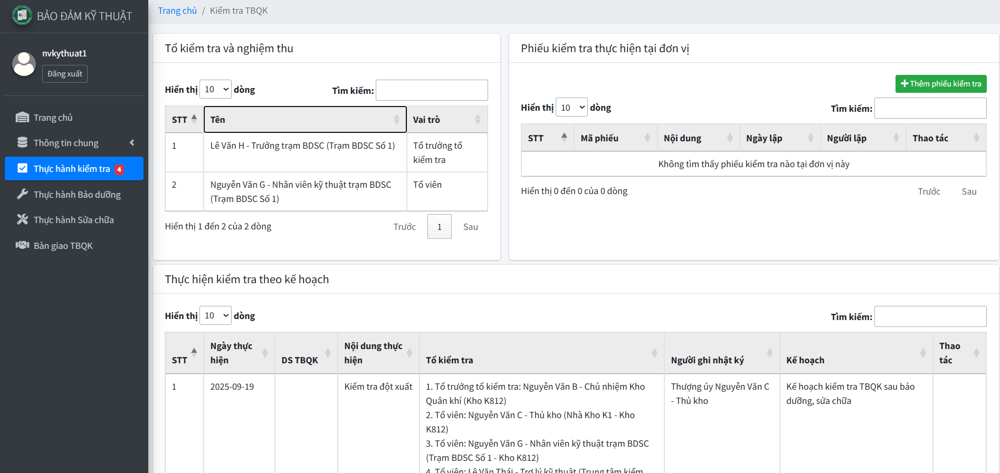 BẢO ĐẢM KỸ THUẬT
nvkythuat1
Đăng xuất
Trang chủ
Thông tin chung
Thực hành kiểm tra 4
Thực hành Bảo dưỡng
Thực hành Sửa chữa
Bàn giao TBQK
Trang chủ / Kiểm tra TBQK
Tổ kiểm tra và nghiệm thu
Hiển thị 10 dòng
Tìm kiếm:
STT Tên Vai trò
1 Lê Văn H - Trưởng trạm BDSC (Trạm BDSC Số 1) Tổ trưởng tổ
kiểm tra
2 Nguyễn Văn G - Nhân viên kỹ thuật trạm BDSC Tổ viên
(Trạm BDSC Số 1)
Hiển thị 1 đến 2 của 2 dòng
Trước 1 Sau
Phiếu kiểm tra thực hiện tại đơn vị
Thêm phiếu kiểm tra
Hiển thị 10 dòng
Tìm kiếm:
STT Mã phiếu Nội dung Ngày lập Người lập Thao tác
Không tìm thấy phiếu kiểm tra nào tại đơn vị này
Hiển thị 0 đến 0 của 0 dòng
Trước Sau
Thực hiện kiểm tra theo kế hoạch
Hiển thị 10 dòng
Tìm kiếm:
Ngày thực Nội dung thực Thao
STT hiện DS TBQK hiện Tổ kiểm tra Người ghi nhật ký Kế hoạch tác
1 2025-09-19 Kiểm tra đột xuất 1. Tổ trưởng tổ kiểm tra: Nguyễn Văn B - Chủ nhiệm Kho Thượng úy Nguyễn Văn C Kế hoạch kiểm tra TBQK sau bảo
Quân khí (Kho K812) - Thủ kho dưỡng, sửa chữa
2. Tổ viên: Nguyễn Văn C - Thủ kho (Nhà Kho K1 - Kho
K812)
3. Tổ viên: Nguyễn Văn G - Nhân viên kỹ thuật trạm BDSC
(Trạm BDSC Số 1 - Kho K812)
4. Tổ viên: Lê Văn Thái - Trợ lý kỹ thuật (Trung tâm kiểm